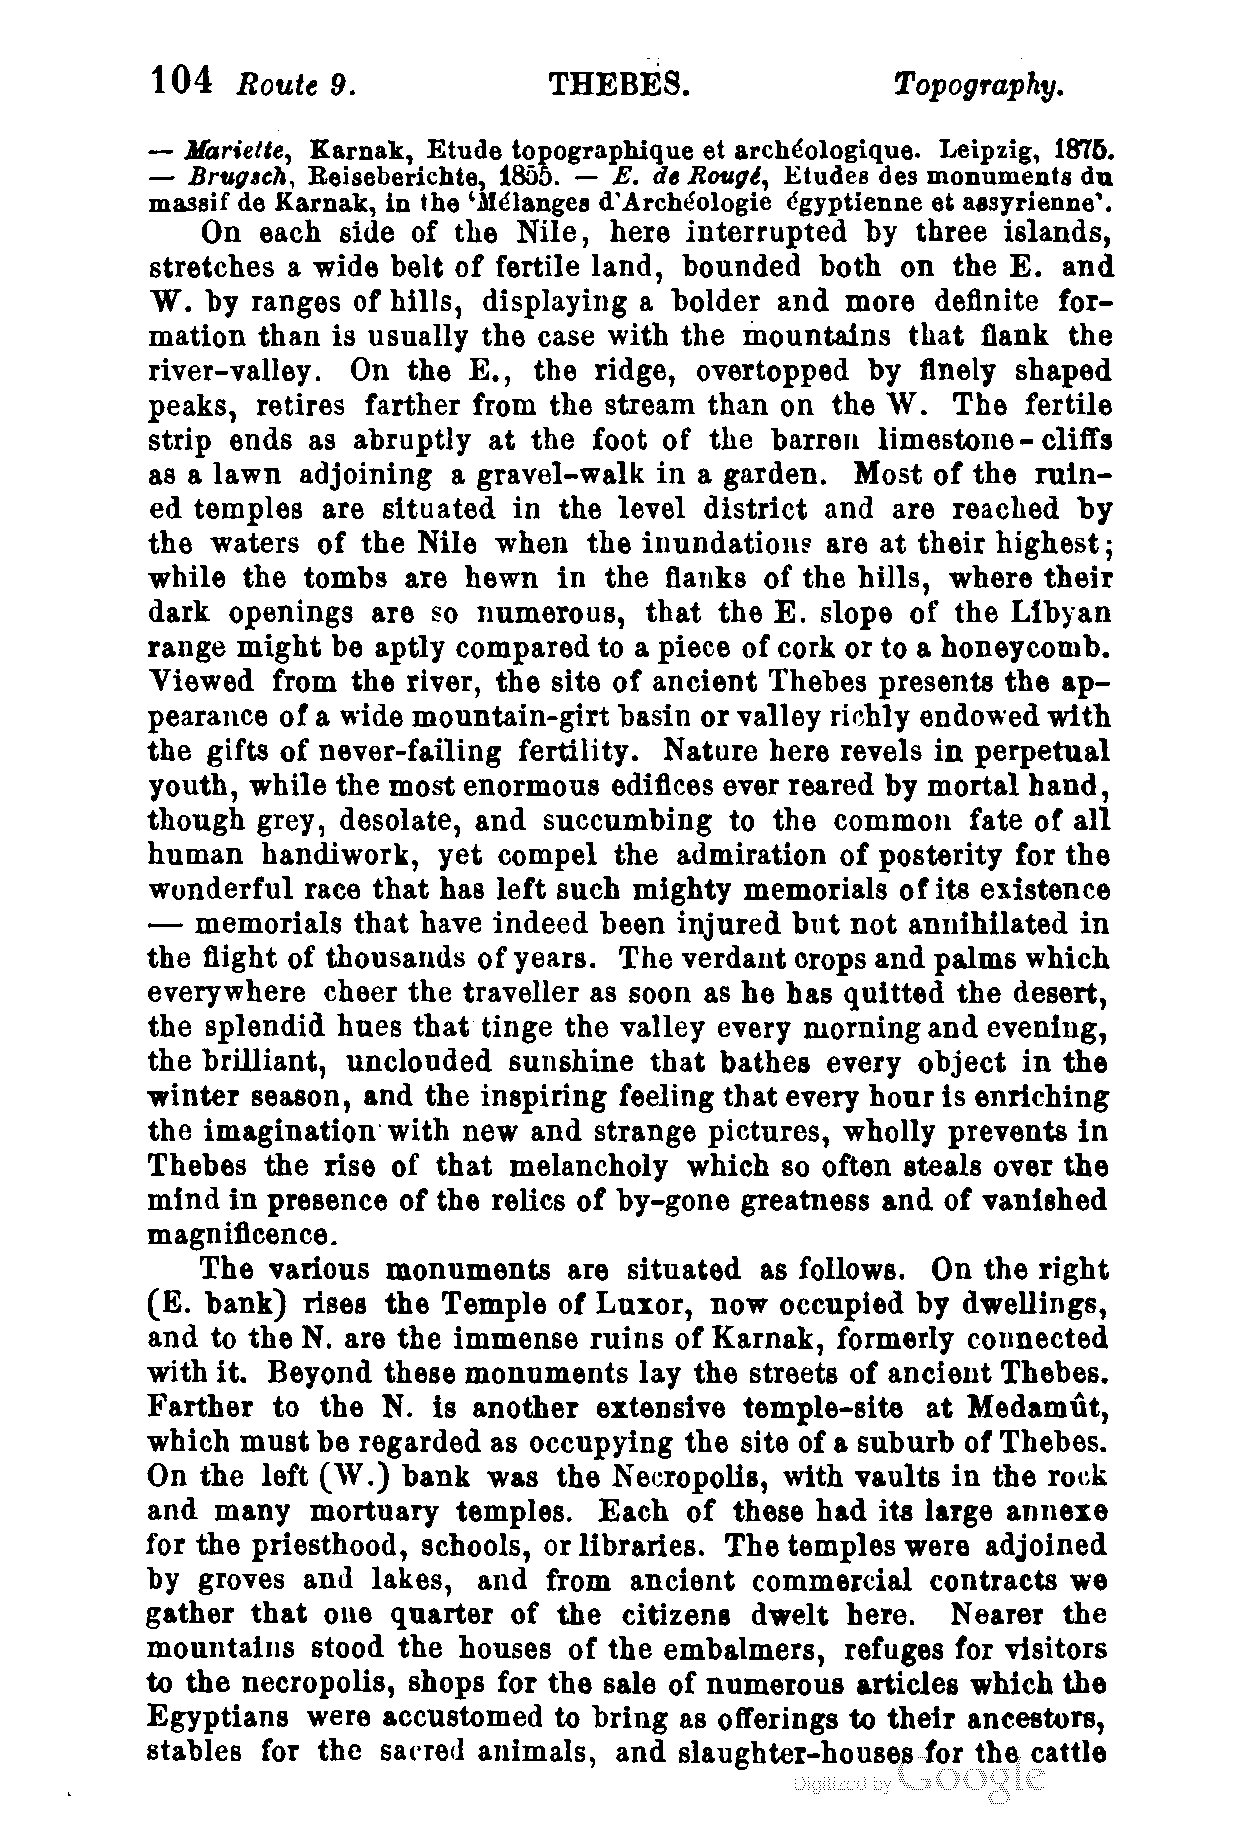 104 Route 9. THEBES. Topography.
— Mariette, Karnak, Etude topographique et archéologique. Leipzig, 1875.
— Brugsch, Reiseberichte, 1855. — E. de Rougé, Etudes des monuments du
massif de Karnak, in the ‘Mélanges d'Archéologie égyptienne et assyrienne’.
On each side of the Nile, here interrupted by three islands,
stretches a wide belt of fertile land, bounded both on the E. and
W. by ranges of hills, displaying a bolder and more definite for-
mation than is usually the case with the mountains that flank the
river-valley. On the E., the ridge, overtopped by finely shaped
peaks, retires farther from the stream than on the W. The fertile
strip ends as abruptly at the foot of the barren limestone-cliffs
as a lawn adjoining a gravel-walk in a garden. Most of the ruin-
ed temples are situated in the level district and are reached by
the waters of the Nile when the inundations are at their highest;
while the tombs are hewn in the flanks of the hills, where their
dark openings are so numerous, that the E. slope of the Libyan
range might be aptly compared to a piece of cork or to a honeycomb.
Viewed from the river, the site of ancient Thebes presents the ap-
pearance of a wide mountain-girt basin or valley richly endowed with
the gifts of never-failing fertility. Nature here revels in perpetual
youth, while the most enormous edifices ever reared by mortal hand,
though grey, desolate, and succumbing to the common fate of all
human handiwork, yet compel the admiration of posterity for the
wonderful race that has left such mighty memorials of its existence
— memorials that have indeed been injured but not annihilated in
the flight of thousands of years. The verdant crops and palms which
everywhere cheer the traveller as soon as he has quitted the desert,
the splendid hues that tinge the valley every morning and evening,
the brilliant, unclouded sunshine that bathes every object in the
winter season, and the inspiring feeling that every hour is enriching
the imagination with new and strange pictures, wholly prevents in
Thebes the rise of that melancholy which so often steals over the
mind in presence of the relics of by-gone greatness and of vanished
magnificence.
The various monuments are situated as follows. On the right
(E. bank) rises the Temple of Luxor, now occupied by dwellings,
and to the N. are the immense ruins of Karnak, formerly connected
with it. Beyond these monuments lay the streets of ancient Thebes.
Farther to the N. is another extensive temple-site at Medamût,
which must be regarded as occupying the site of a suburb of Thebes.
On the left (W.) bank was the Necropolis, with vaults in the rock
and many mortuary temples. Each of these had its large annexe
for the priesthood, schools, or libraries. The temples were adjoined
by groves and lakes, and from ancient commercial contracts we
gather that one quarter of the citizens dwelt here. Nearer the
mountains stood the houses of the embalmers, refuges for visitors
to the necropolis, shops for the sale of numerous articles which the
Egyptians were accustomed to bring as offerings to their ancestors,
stables for the sacred animals, and slaughter-houses for the cattle
Digitized by Google